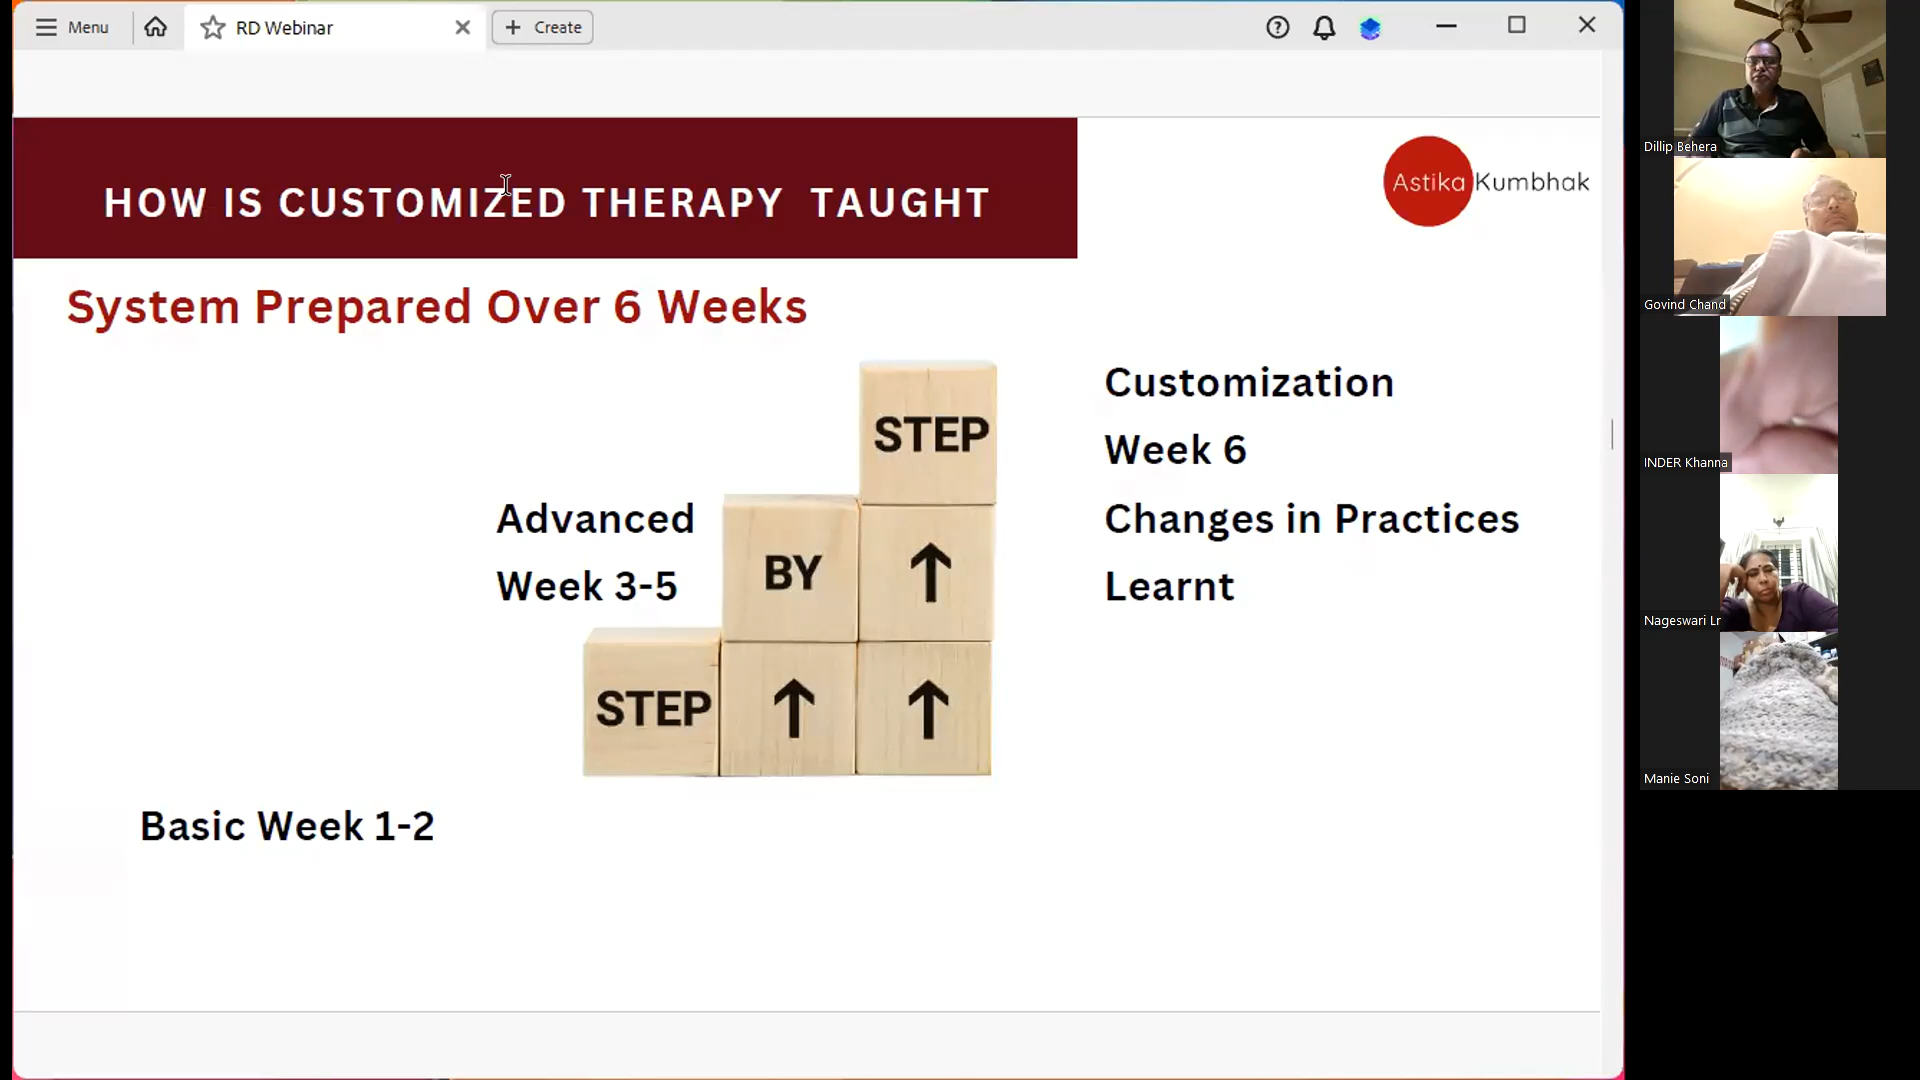 Menu
RD Webinar
Create
HOW IS CUSTOMIZED THERAPY TAUGHT
Astika Kumbhak
System Prepared Over 6 Weeks
Customization
Week 6
Changes in Practices
Learnt
Advanced
Week 3-5
STEP
BY
STEP
Basic Week 1-2
Dillip Behera
Govind Chand
INDER Khanna
Nageswari Lr
Manie Soni